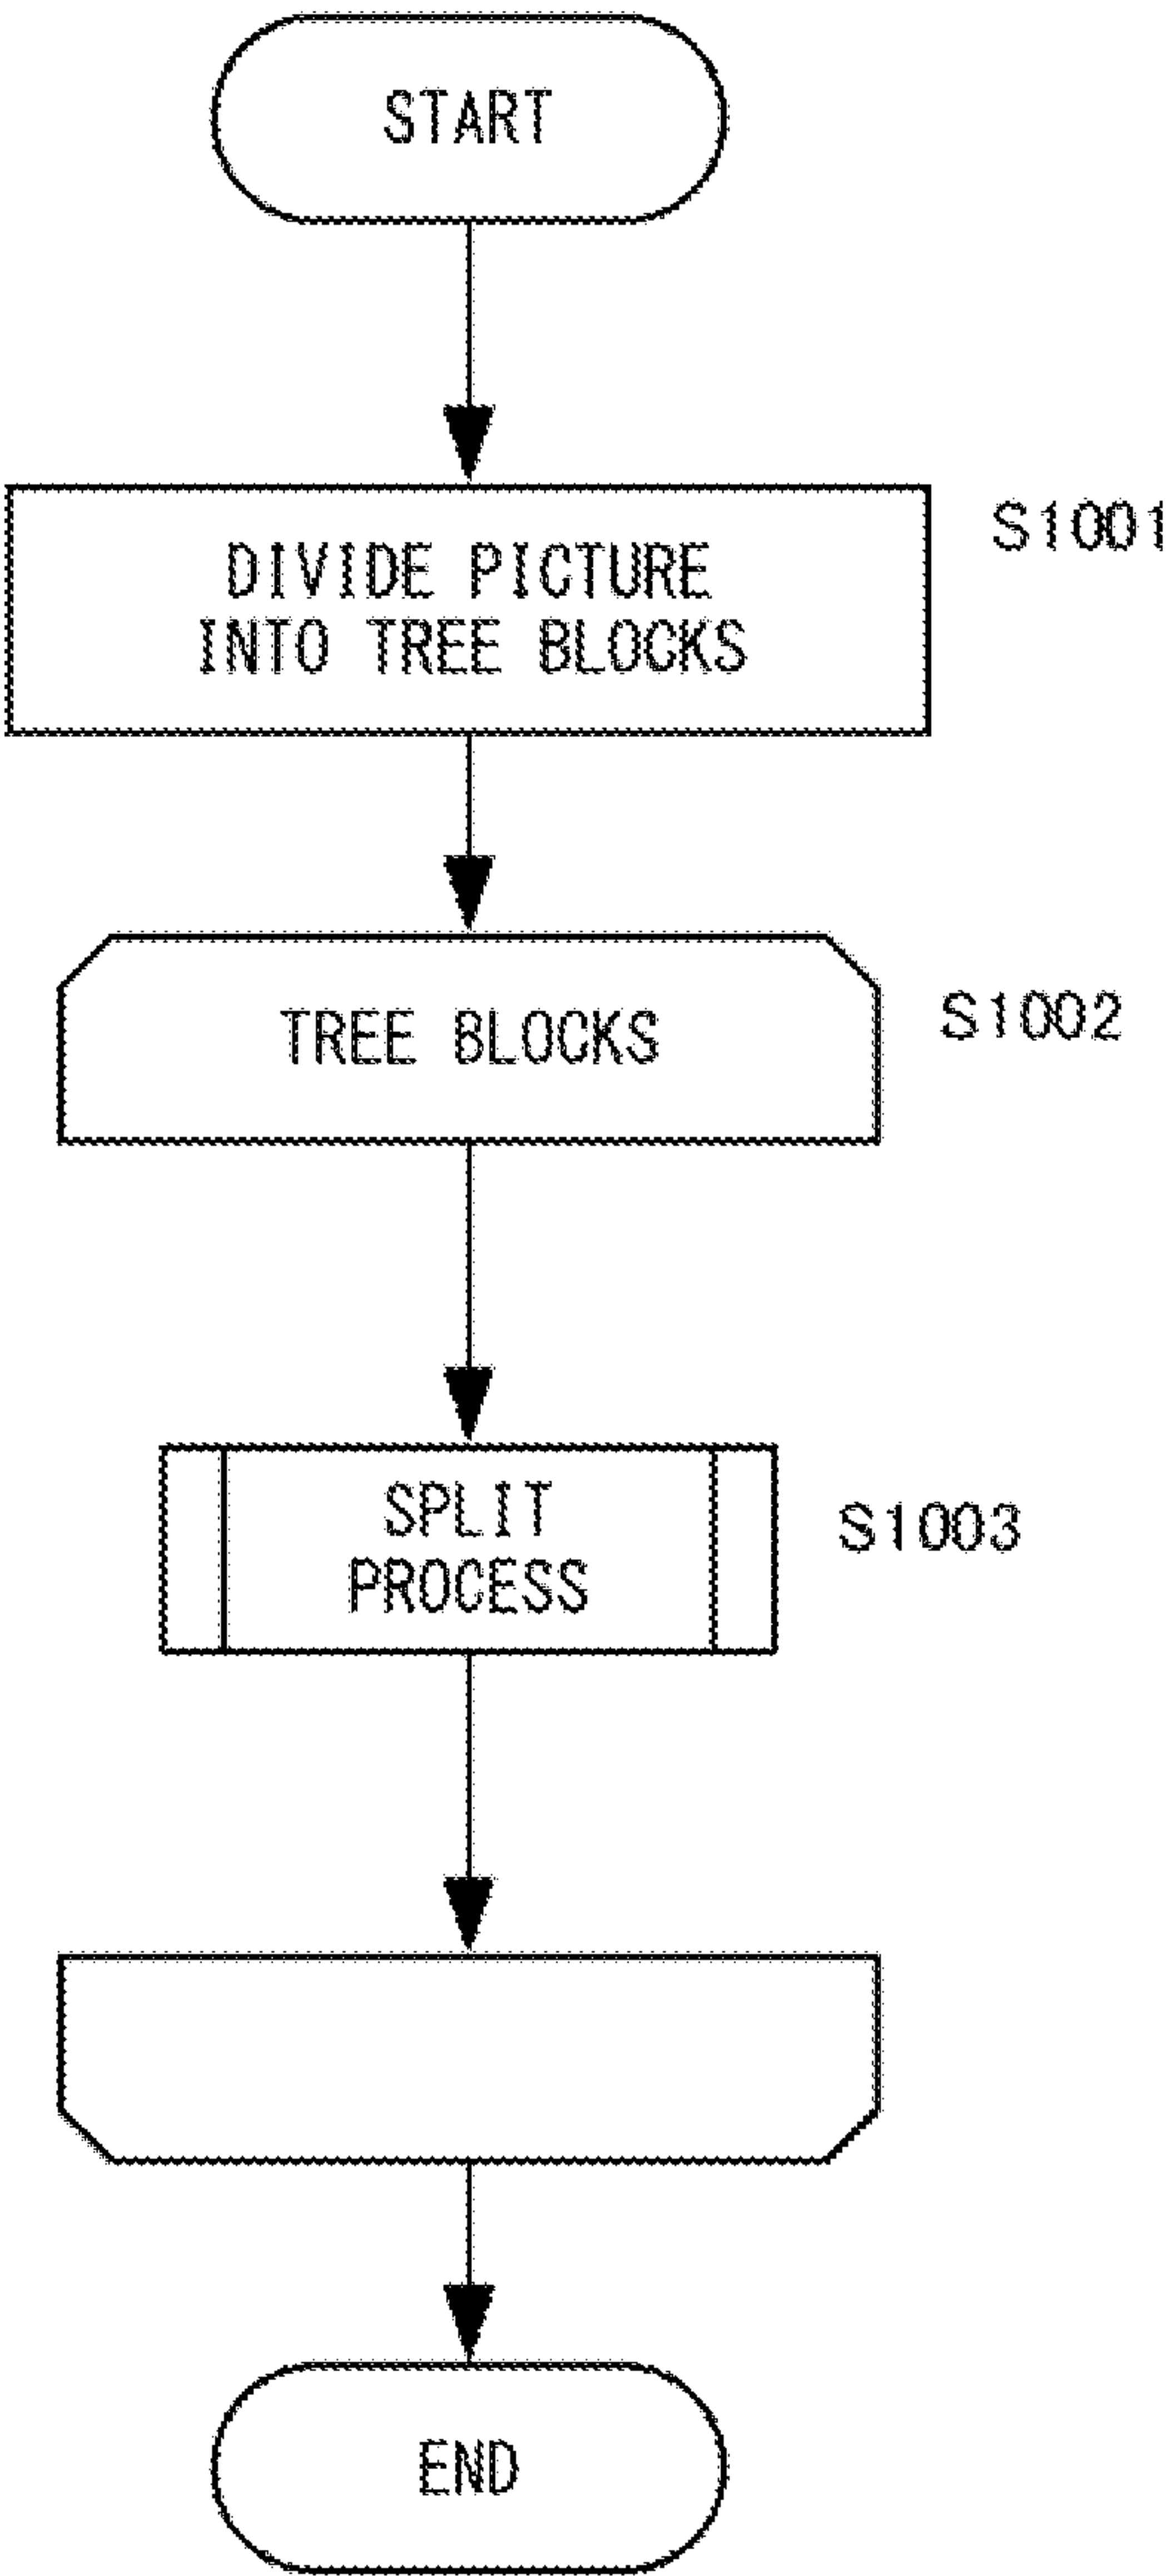 START
DIVIDE PICTURE
INTO TREE BLOCKS
S1001
TREE BLOCKS
S1002
SPLIT
PROCESS
S1003
END